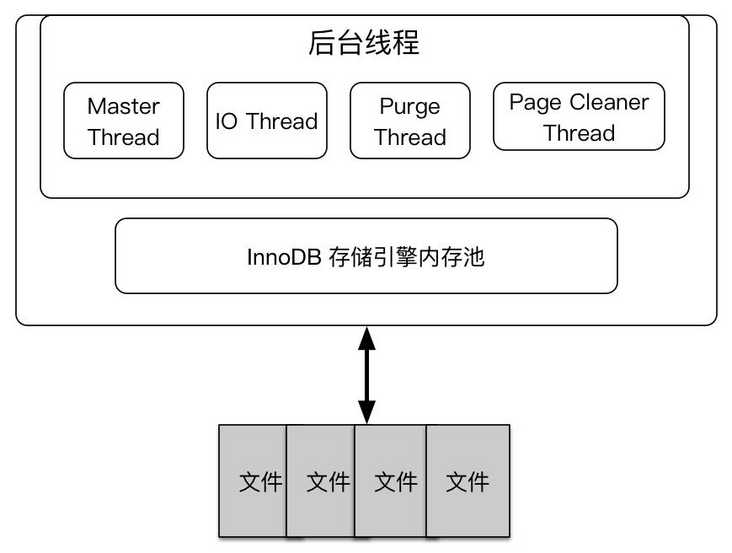 后台线程
Master
Thread
IO Thread
Purge
Thread
Page Cleaner
Thread
InnoDB 存储引擎内存池
文件
文件
文件
文件